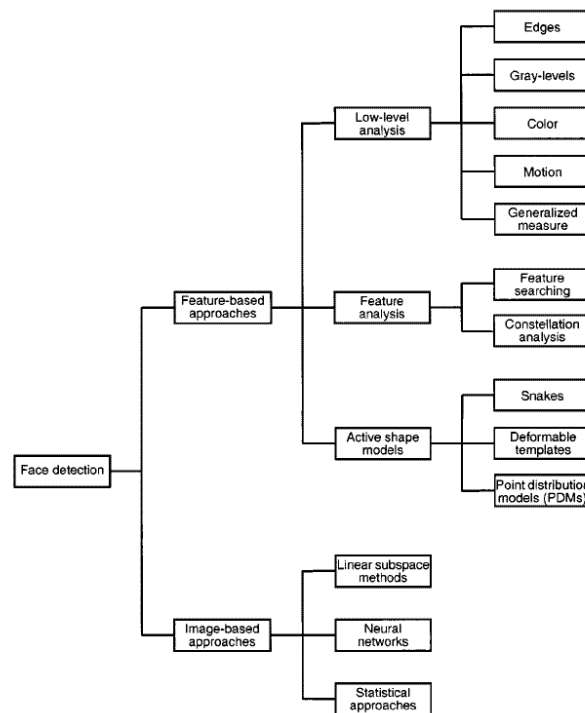 Edges
Gray-levels
Low-level
analysis
Color
Motion
Generalized
measure
Feature-based
approaches
Feature
analysis
Feature
searching
Constellation
analysis
Snakes
Active shape
models
Deformable
templates
Point distribution
models (PDMs)
Face detection
Linear subspace
methods
Image-based
approaches
Neural
networks
Statistical
approaches